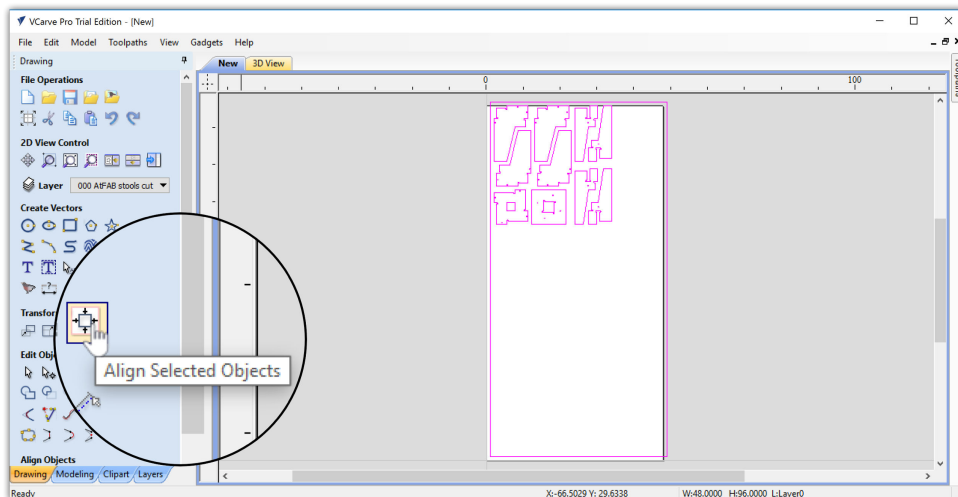 VCarve Pro Trial Edition - [New]
File Edit Model Toolpaths View Gadgets Help
Drawing
New 3D View
File Operations
0 100
2D View Control
Layer 000 AtFAB stools cut
Create Vectors
T T
Transfor
Edit Obj
Align Selected Objects
Align Objects
Drawing Modeling Clipart Layers
Ready X:-66.5029 Y: 29.6338 W:48.0000 H:96.0000 L:Layer0